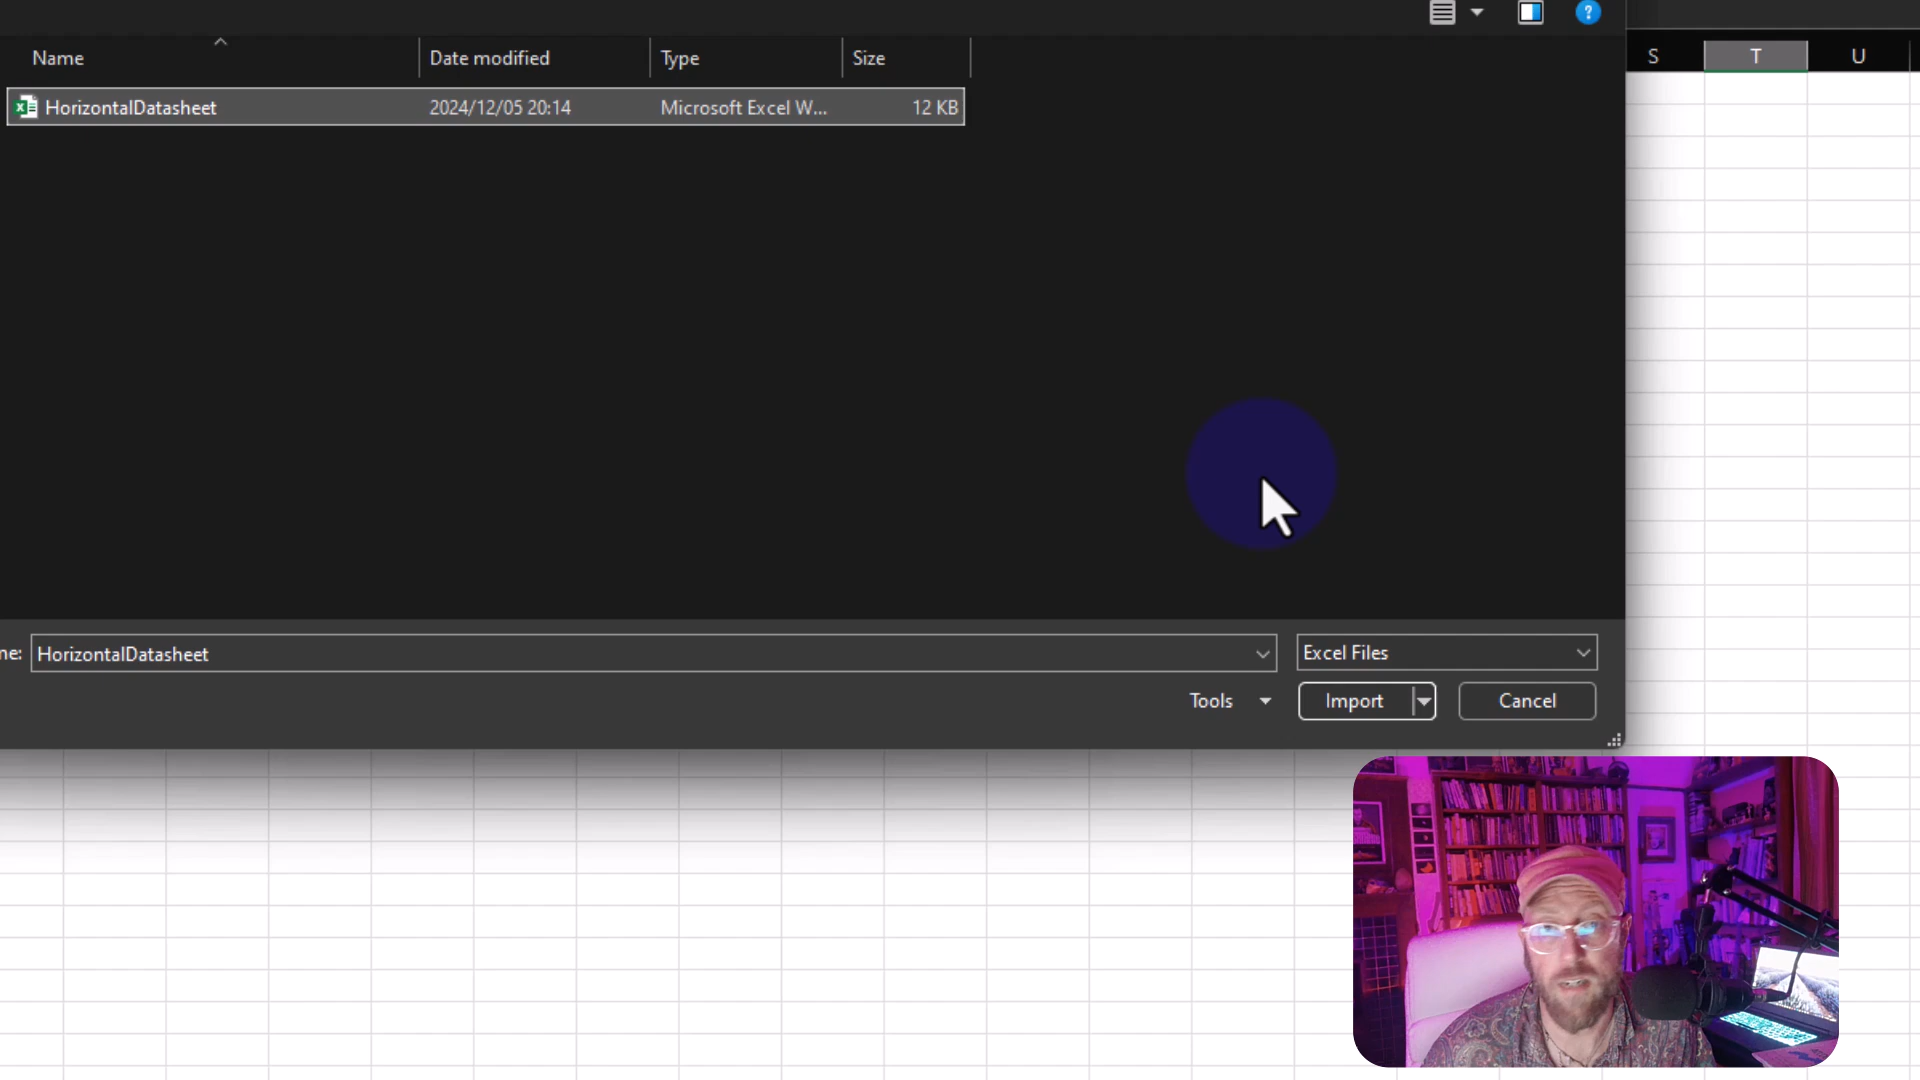 Name Date modified Type Size
HorizontalDatasheet 2024/12/05 20:14 Microsoft Excel W... 12 KB
S T U
me: HorizontalDatasheet Excel Files
Tools Import Cancel